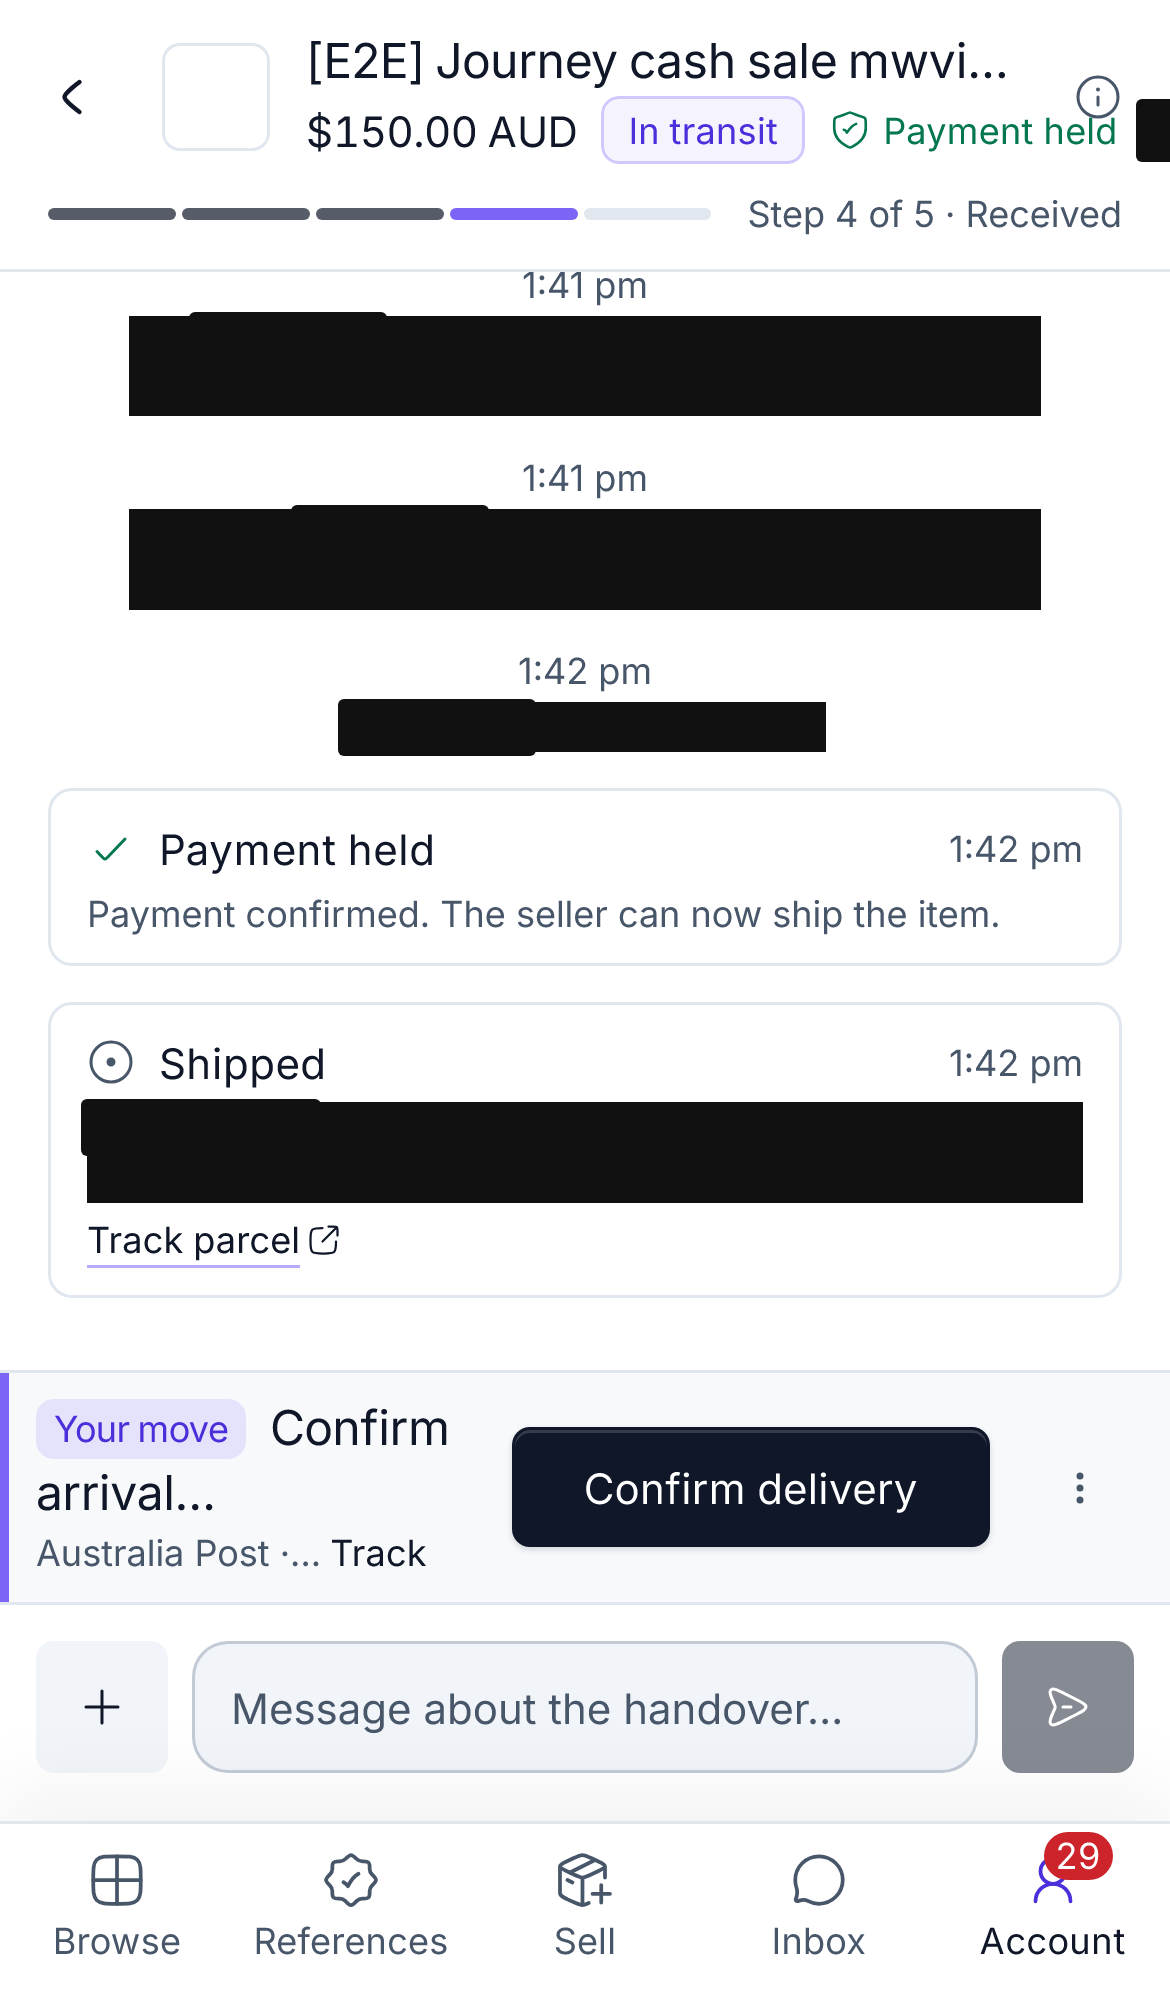 [E2E] Journey cash sale mwvi...
$150.00 AUD In transit Payment held
Step 4 of 5 · Received
1:41 pm
1:41 pm
1:42 pm
Payment held 1:42 pm
Payment confirmed. The seller can now ship the item.
Shipped 1:42 pm
Track parcel
Your move Confirm
arrival...
Australia Post ·... Track
Confirm delivery
Message about the handover...
29
Browse References Sell Inbox Account